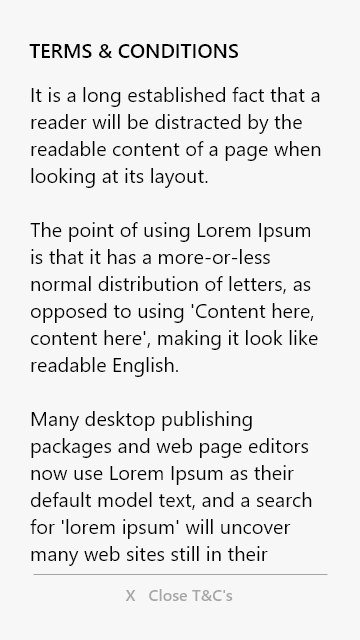 TERMS & CONDITIONS
It is a long established fact that a
reader will be distracted by the
readable content of a page when
looking at its layout.
The point of using Lorem Ipsum
is that it has a more-or-less
normal distribution of letters, as
opposed to using 'Content here,
content here', making it look like
readable English.
Many desktop publishing
packages and web page editors
now use Lorem Ipsum as their
default model text, and a search
for 'lorem ipsum' will uncover
many web sites still in their
X Close T&C's